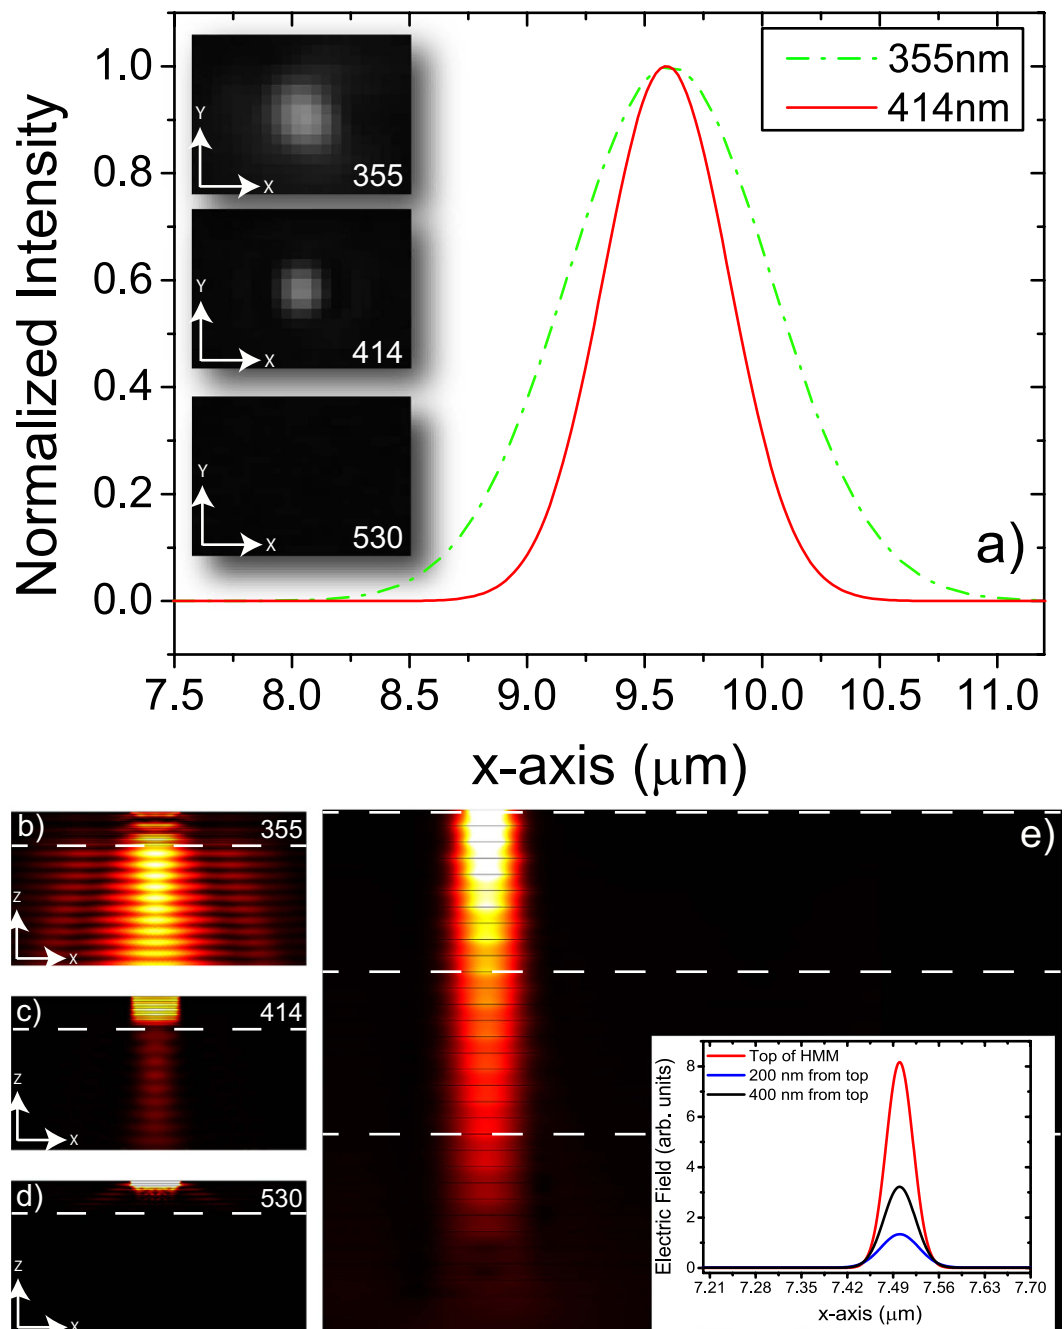 Normalized Intensity
1.0
0.8
0.6
0.4
0.2
0.0
355nm
414nm
Y
X
355
Y
X
414
Y
X
530
a)
7.5 8.0 8.5 9.0 9.5 10.0 10.5 11.0
x-axis (μm)
b)
355
Z
X
c)
414
Z
X
d)
530
Z
X
e)
Electric Field (arb. units)
8
6
4
2
0
Top of HMM
200 nm from top
400 nm from top
7.21 7.28 7.35 7.42 7.49 7.56 7.63 7.70
x-axis (μm)